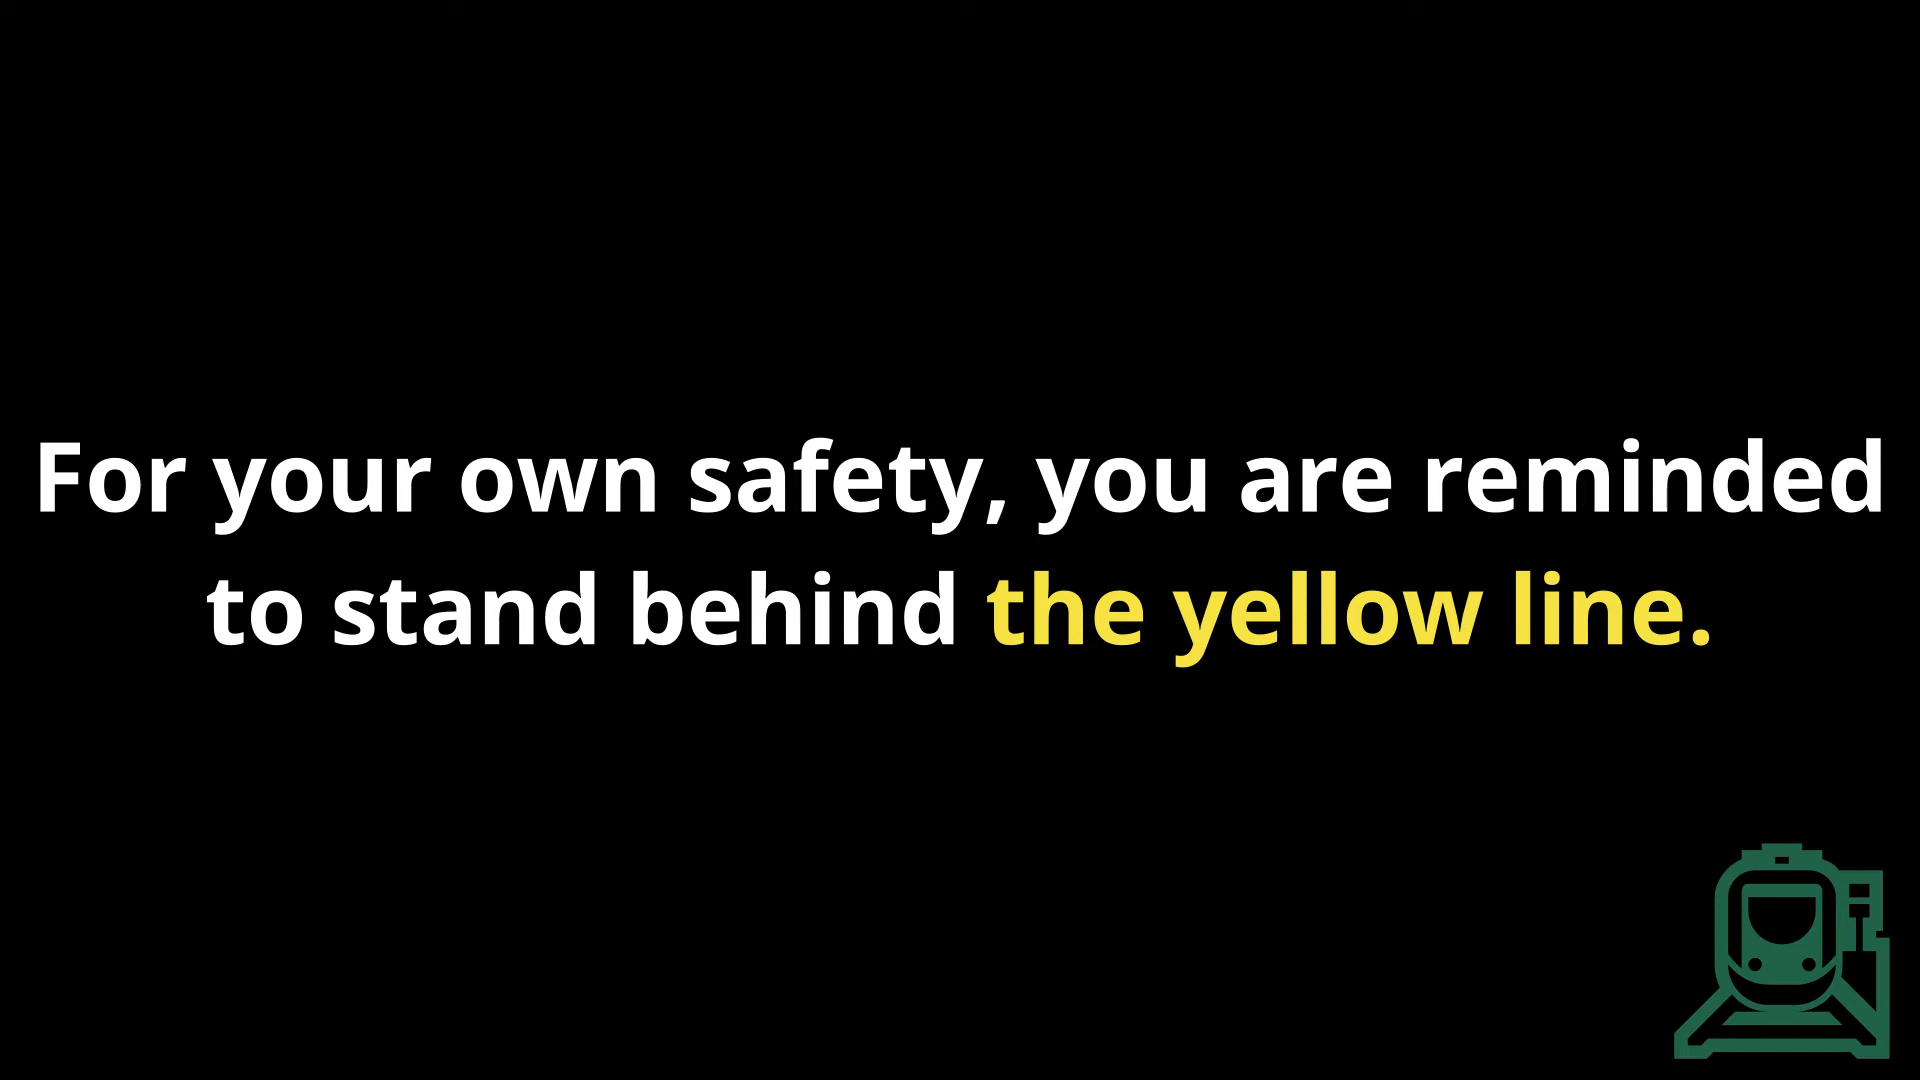 For your own safety, you are reminded
to stand behind the yellow line.